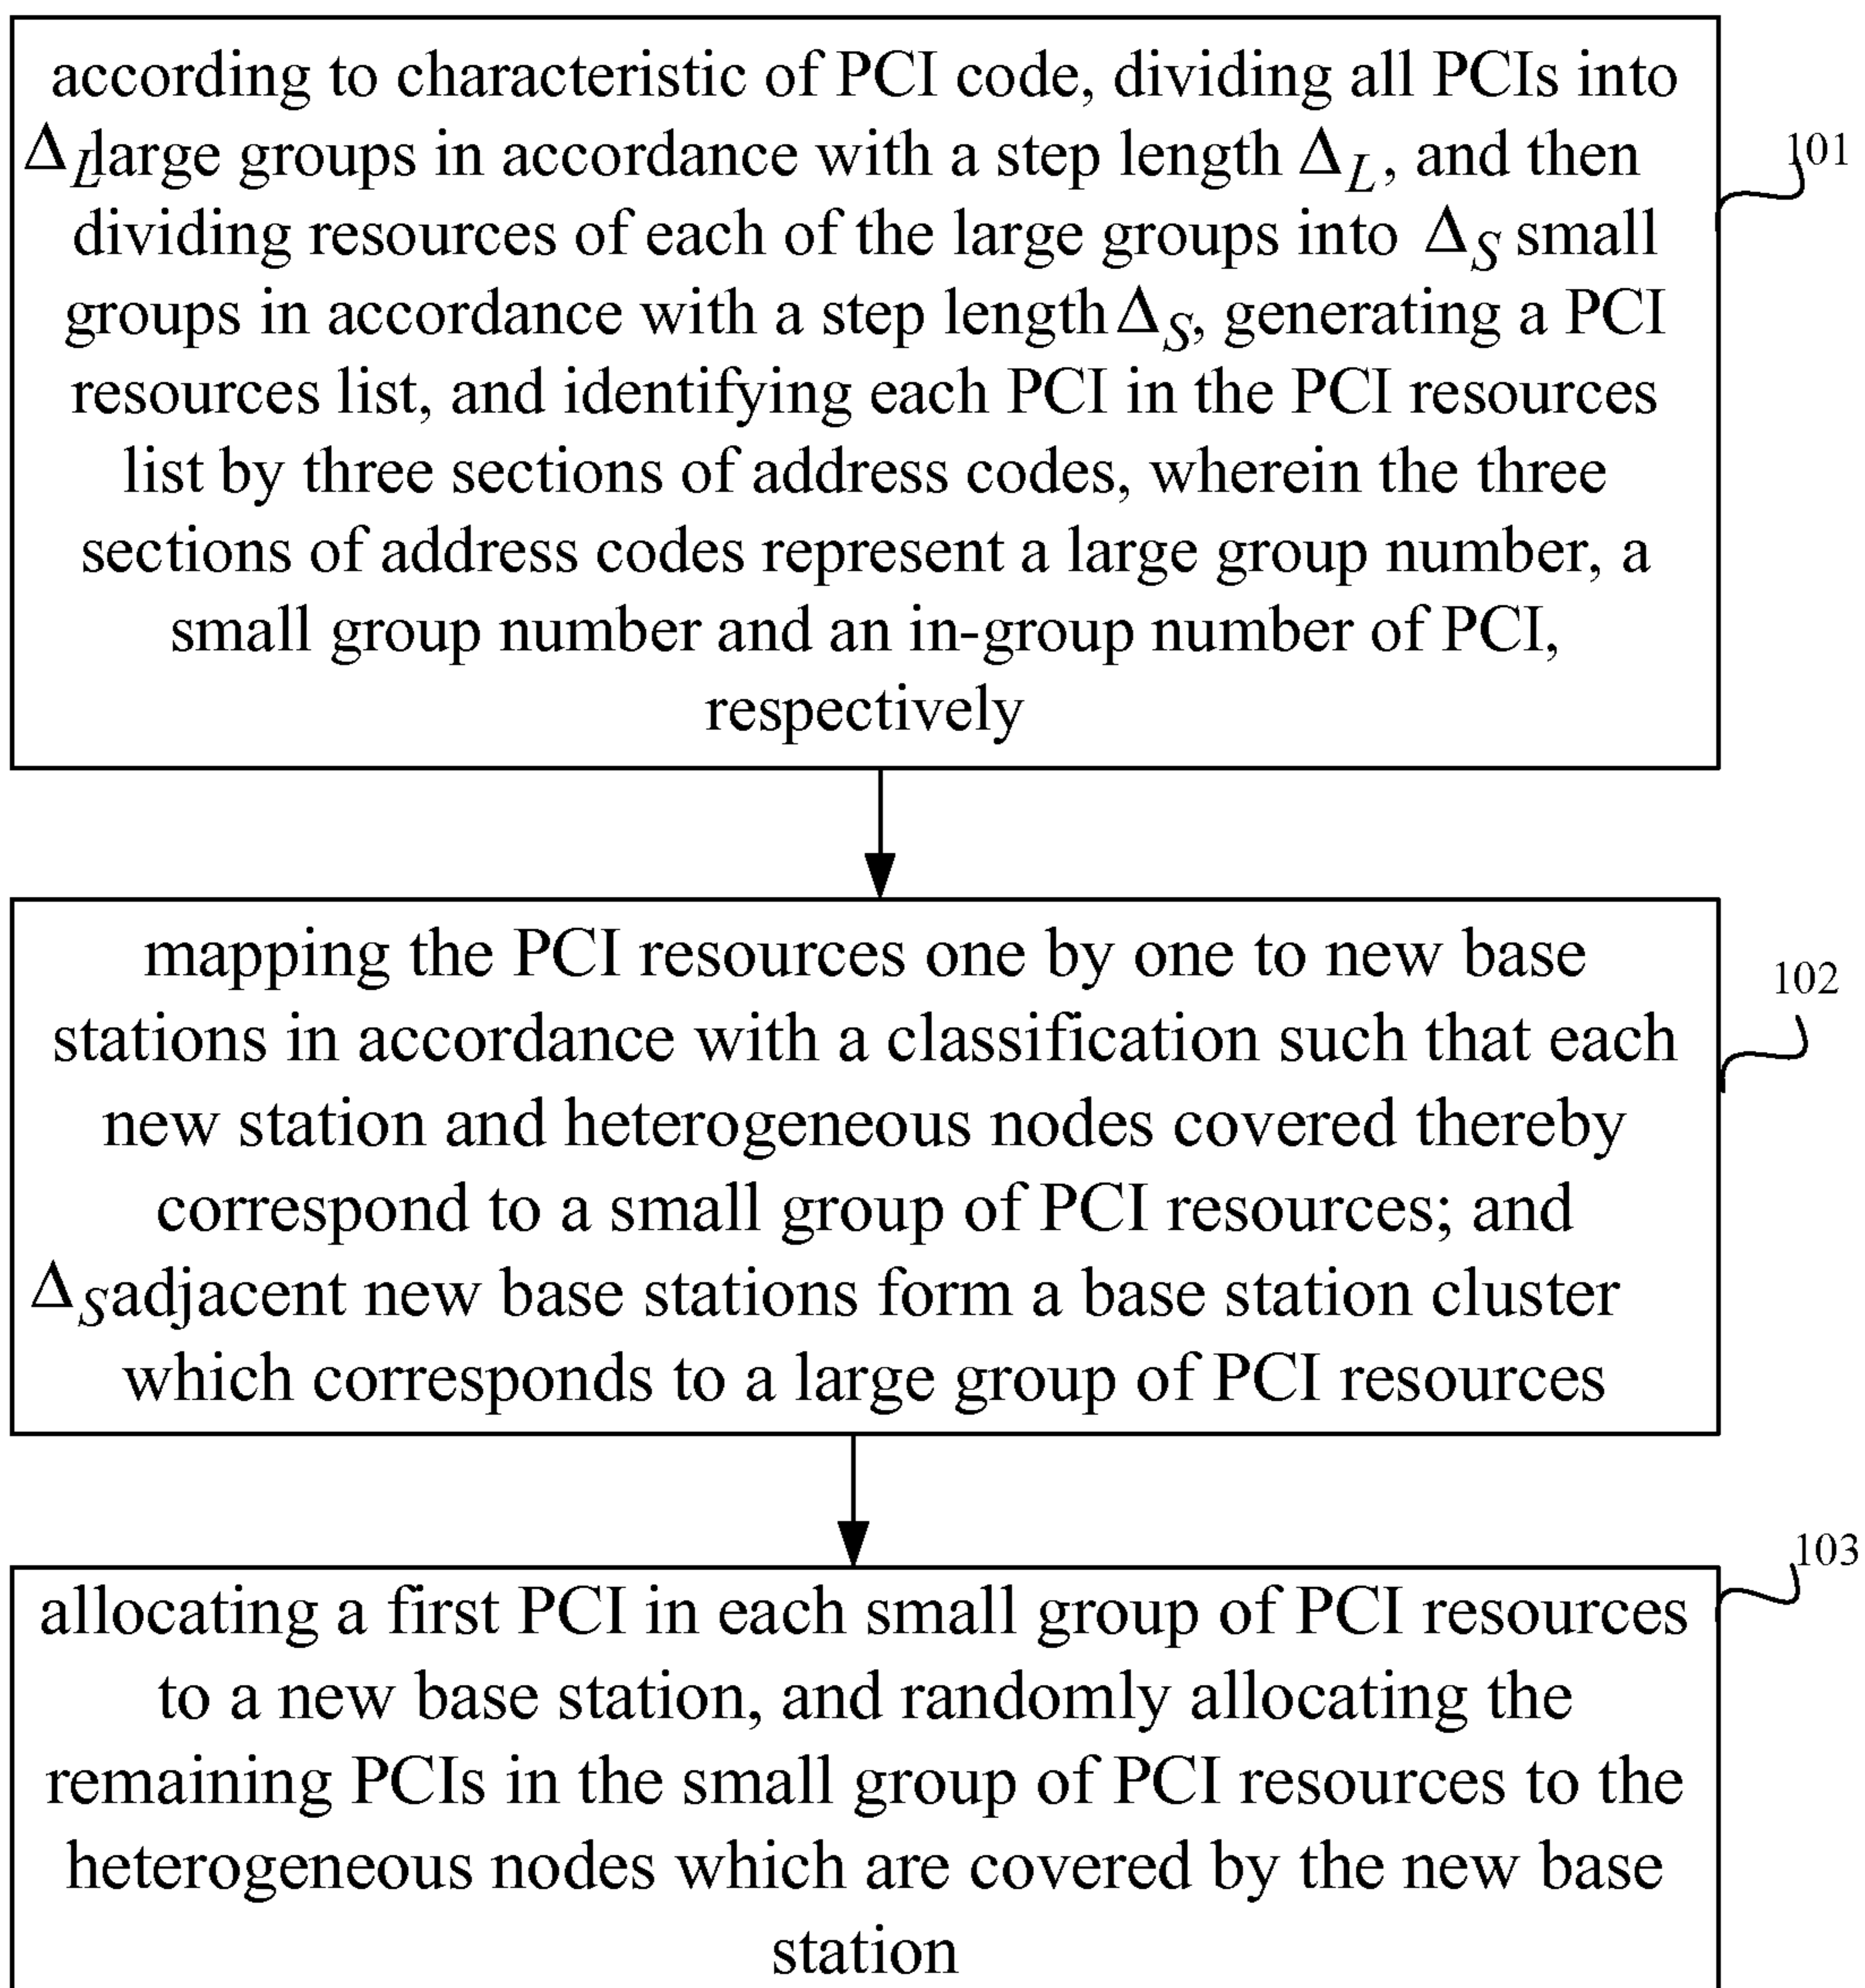 according to characteristic of PCI code, dividing all PCIs into
Δ_L large groups in accordance with a step length Δ_L, and then
dividing resources of each of the large groups into Δ_S small
groups in accordance with a step length Δ_S, generating a PCI
resources list, and identifying each PCI in the PCI resources
list by three sections of address codes, wherein the three
sections of address codes represent a large group number, a
small group number and an in-group number of PCI,
respectively
101
mapping the PCI resources one by one to new base
stations in accordance with a classification such that each
new station and heterogeneous nodes covered thereby
correspond to a small group of PCI resources; and
Δ_S adjacent new base stations form a base station cluster
which corresponds to a large group of PCI resources
102
allocating a first PCI in each small group of PCI resources
to a new base station, and randomly allocating the
remaining PCIs in the small group of PCI resources to the
heterogeneous nodes which are covered by the new base
station
103